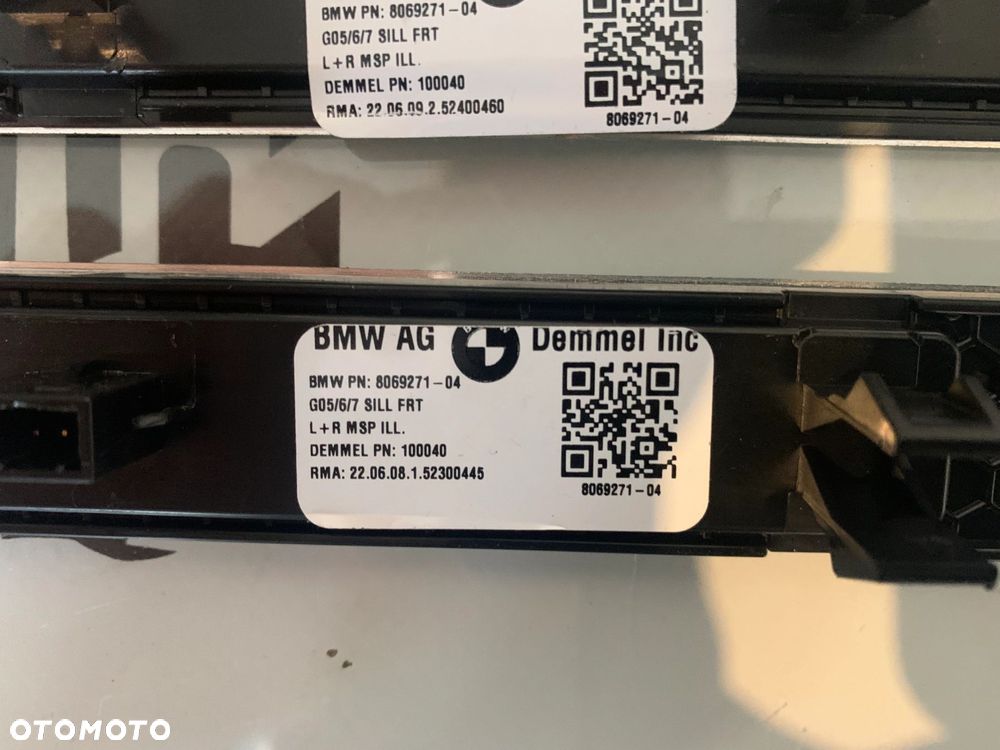 BMW PN: 8069271-04
G05/6/7 SILL FRT
L+R MSP ILL.
DEMMEL PN: 100040
RMA: 22.06.09.2.52400460
8069271-04
BMW AG Demmel Inc
BMW PN: 8069271-04
G05/6/7 SILL FRT
L+R MSP ILL.
DEMMEL PN: 100040
RMA: 22.06.08.1.52300445
8069271-04
OTOMOTO